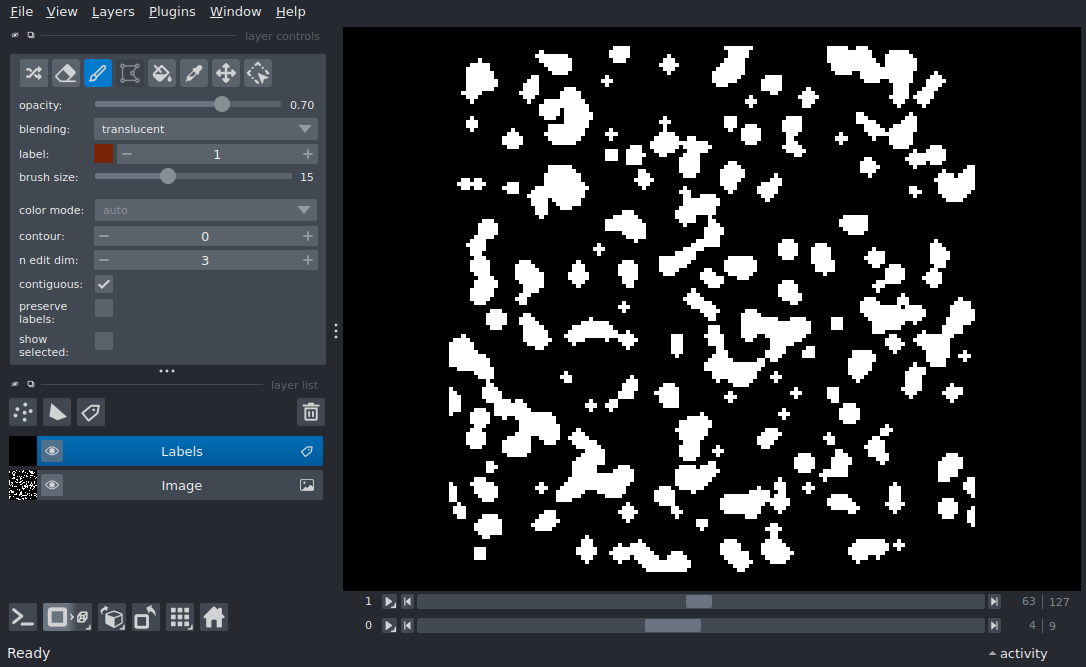 File View Layers Plugins Window Help
layer controls
opacity: 0.70
blending: translucent
label: 1
brush size: 15
color mode: auto
contour: 0
n edit dim: 3
contiguous:
preserve
labels:
show
selected:
layer list
Labels
Image
1 63 127
0 4 9
Ready activity